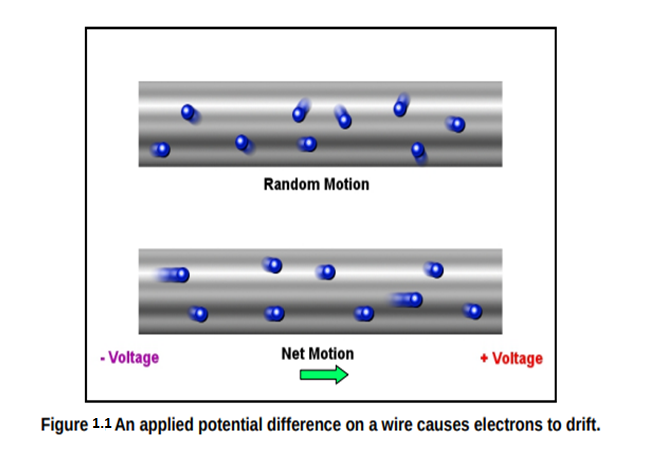 Random Motion
Net Motion
- Voltage
+ Voltage
Figure 1.1 An applied potential difference on a wire causes electrons to drift.